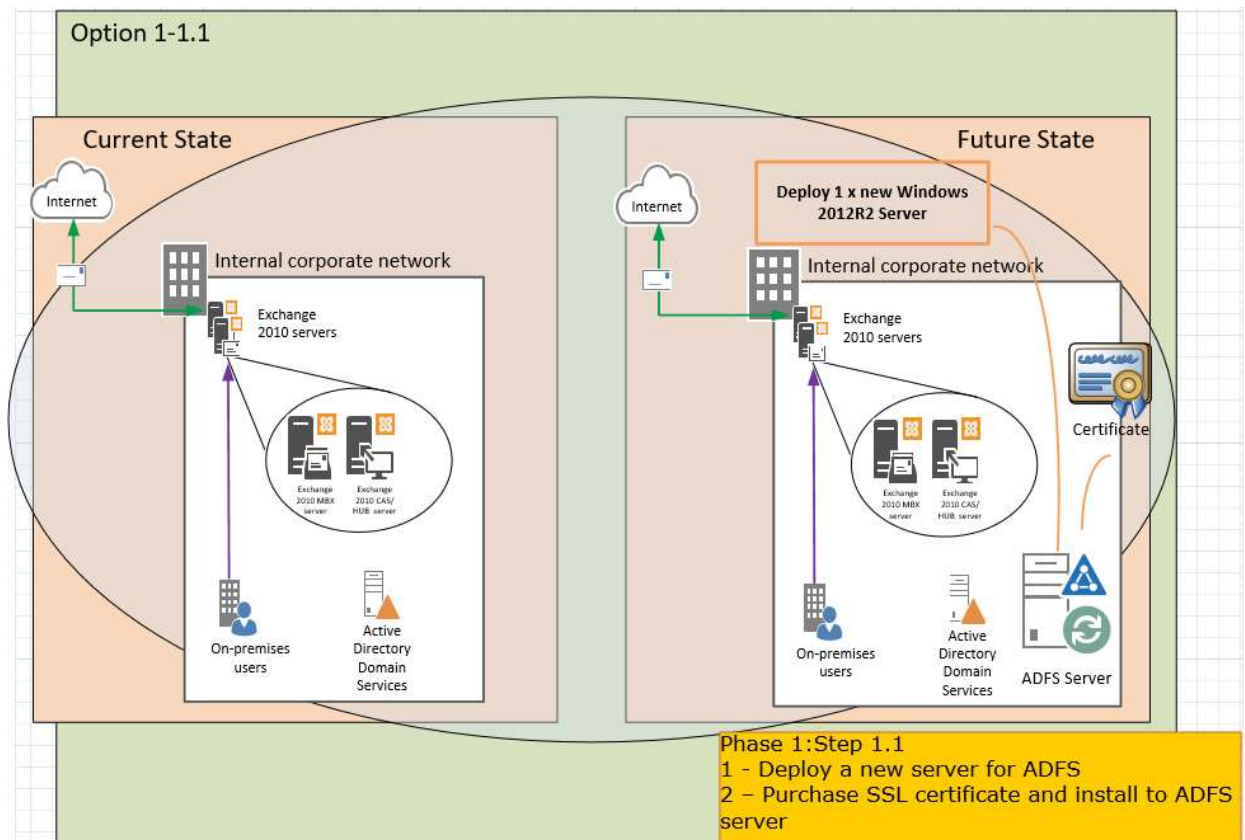 Option 1-1.1
Current State
Internet
Internal corporate network
Exchange
2010 servers
Exchange
2010 MBX
server
Exchange
2010 CAS/
HUB server
On-premises
users
Active
Directory
Domain
Services
Future State
Internet
Deploy 1 x new Windows
2012R2 Server
Internal corporate network
Exchange
2010 servers
Exchange
2010 MBX
server
Exchange
2010 CAS/
HUB server
Certificate
On-premises
users
Active
Directory
Domain
Services
ADFS Server
Phase 1:Step 1.1
1 - Deploy a new server for ADFS
2 – Purchase SSL certificate and install to ADFS
server